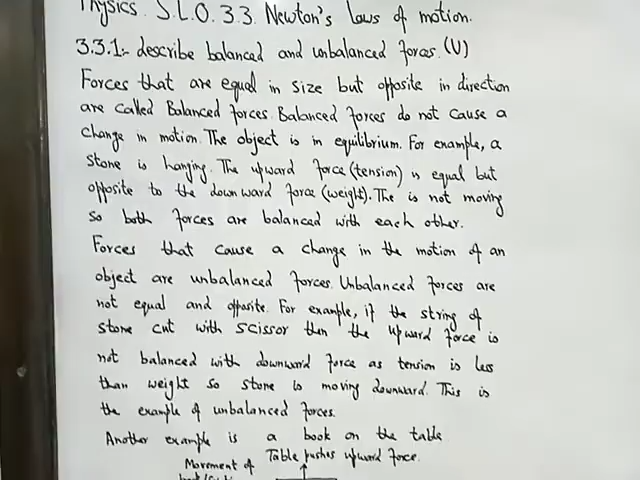 Physics. S.L.O. 3.3. Newton's laws of motion.
3.3.1:- describe balanced and unbalanced forces. (U)
Forces that are equal in size but opposite in direction
are called Balanced forces. Balanced forces do not cause a
change in motion. The object is in equilibrium. For example, a
stone is hanging. The upward force (tension) is equal but
opposite to the downward force (weight). The is not moving
so both forces are balanced with each other.
Forces that cause a change in the motion of an
object are unbalanced forces. Unbalanced forces are
not equal and opposite. For example, if the string of
stone cut with scissor then the upward force is
not balanced with downward force as tension is less
than weight so stone is moving downward. This is
the example of unbalanced forces.
Another example is a book on the table.
Table pushes upward force.
Movement of